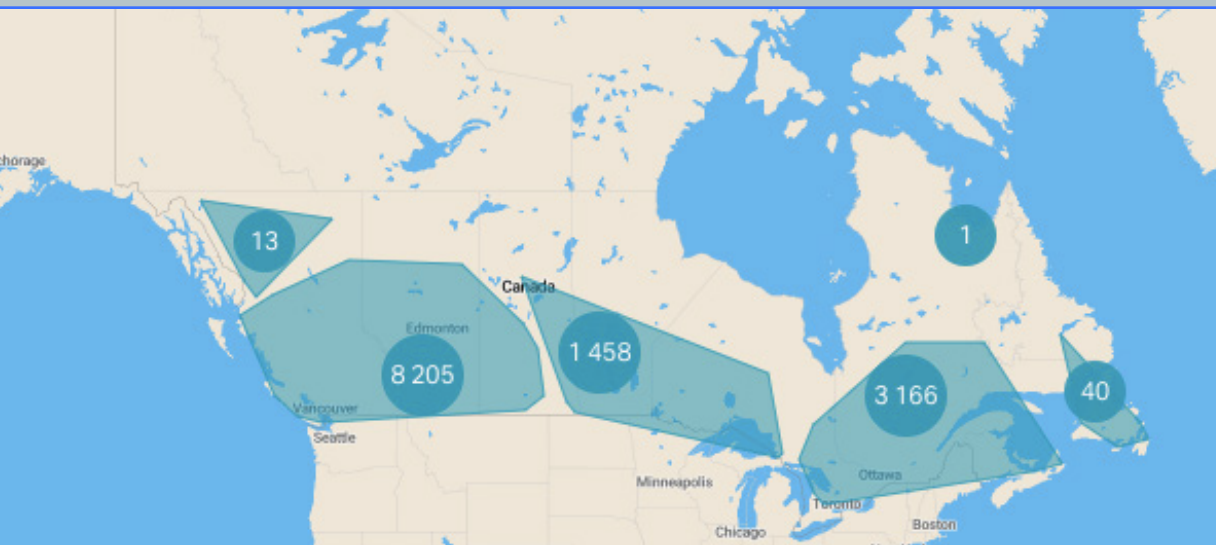 chorage
13
1
Canada
Edmonton
1 458
8 205
3 166
40
Vancouver
Seattle
Ottawa
Minneapolis
Toronto
Boston
Chicago